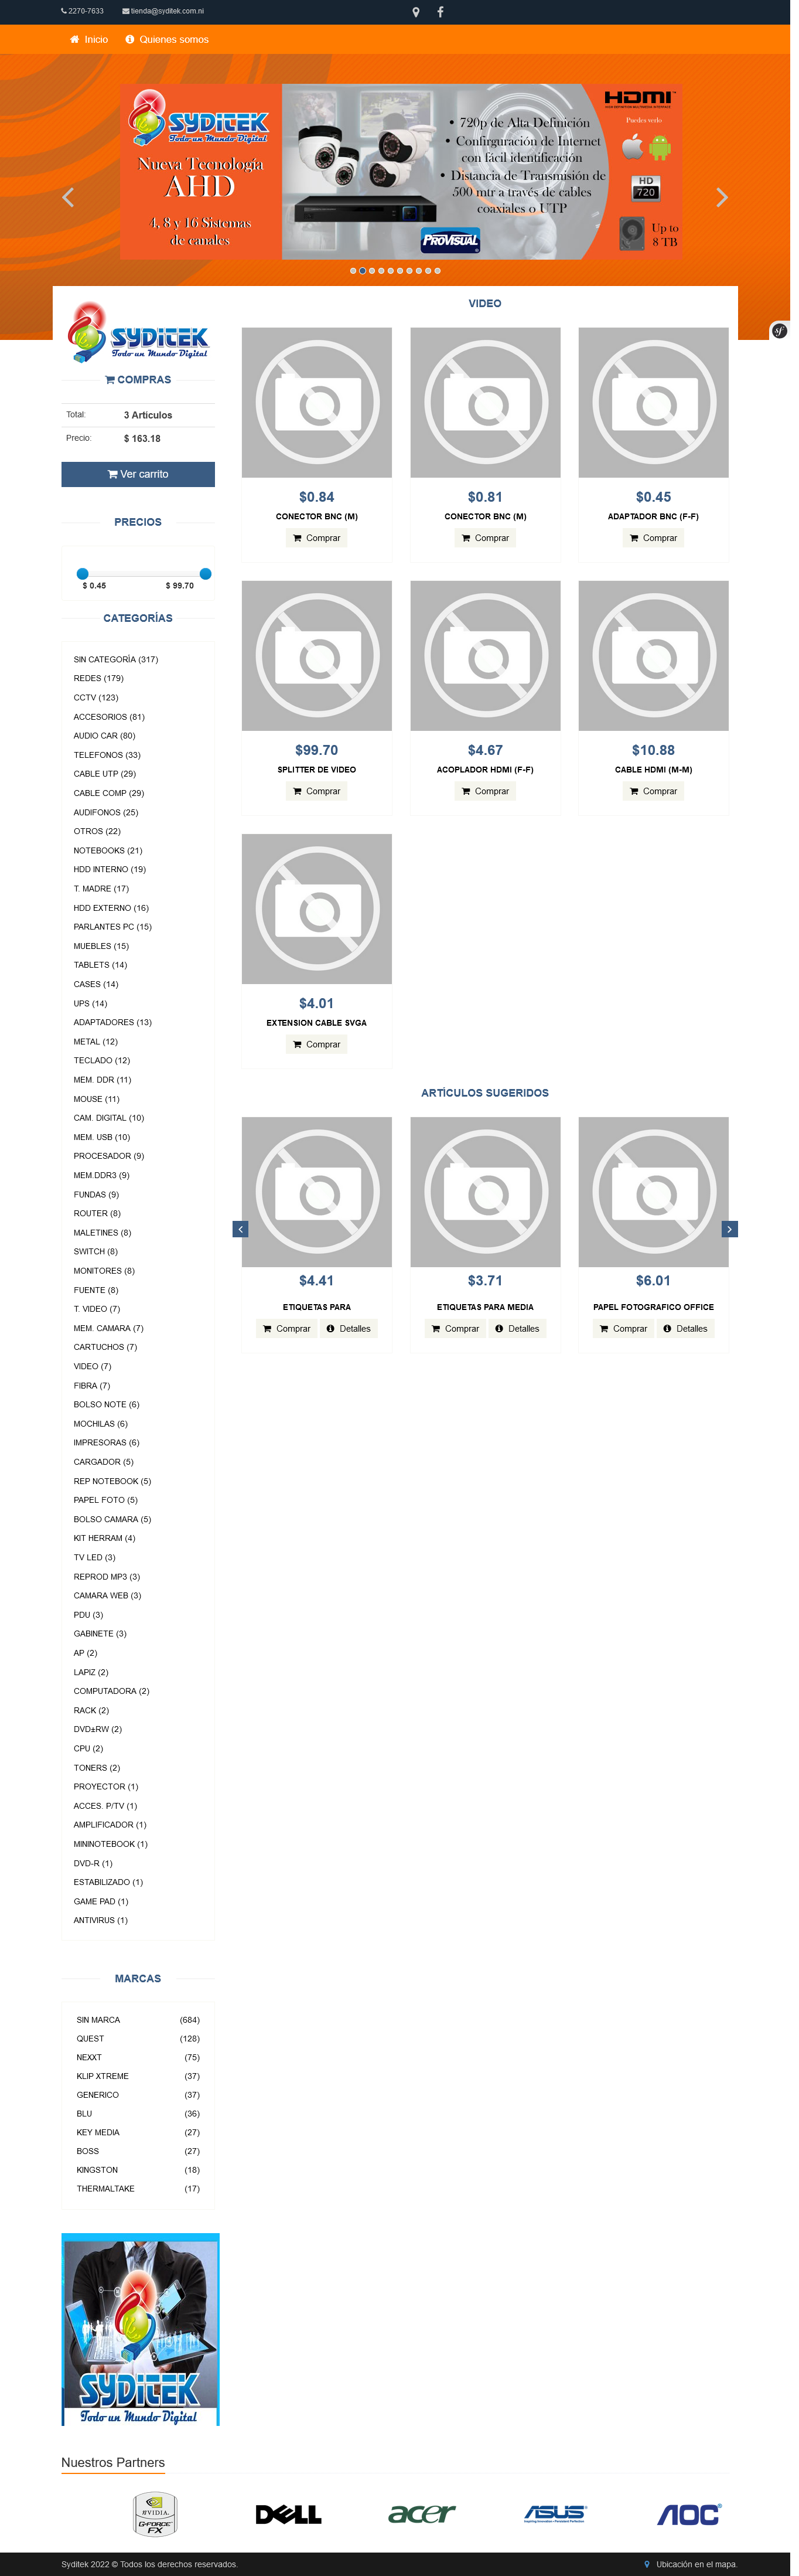 2270-7633 tienda@syditek.com.ni
Inicio Quienes somos
SYDITEK
Todo un Mundo Digital
Nueva Tecnología
AHD
4, 8 y 16 Sistemas
de canales
• 720p de Alta Definición
• Confirguración de Internet
con fácil identificación
• Distancia de Transmisión de
500 mtr a través de cables
coaxiales o UTP
PROVISUAL
HDMI
Puedes verlo
HD
720
Up to
8 TB
SYDITEK
Todo un Mundo Digital
COMPRAS
Total: 3 Articulos
Precio: $ 163.18
Ver carrito
PRECIOS
$ 0.45 $ 99.70
CATEGORÍAS
SIN CATEGORÌA (317)
REDES (179)
CCTV (123)
ACCESORIOS (81)
AUDIO CAR (80)
TELEFONOS (33)
CABLE UTP (29)
CABLE COMP (29)
AUDIFONOS (25)
OTROS (22)
NOTEBOOKS (21)
HDD INTERNO (19)
T. MADRE (17)
HDD EXTERNO (16)
PARLANTES PC (15)
MUEBLES (15)
TABLETS (14)
CASES (14)
UPS (14)
ADAPTADORES (13)
METAL (12)
TECLADO (12)
MEM. DDR (11)
MOUSE (11)
CAM. DIGITAL (10)
MEM. USB (10)
PROCESADOR (9)
MEM.DDR3 (9)
FUNDAS (9)
ROUTER (8)
MALETINES (8)
SWITCH (8)
MONITORES (8)
FUENTE (8)
T. VIDEO (7)
MEM. CAMARA (7)
CARTUCHOS (7)
VIDEO (7)
FIBRA (7)
BOLSO NOTE (6)
MOCHILAS (6)
IMPRESORAS (6)
CARGADOR (5)
REP NOTEBOOK (5)
PAPEL FOTO (5)
BOLSO CAMARA (5)
KIT HERRAM (4)
TV LED (3)
REPROD MP3 (3)
CAMARA WEB (3)
PDU (3)
GABINETE (3)
AP (2)
LAPIZ (2)
COMPUTADORA (2)
RACK (2)
DVD±RW (2)
CPU (2)
TONERS (2)
PROYECTOR (1)
ACCES. P/TV (1)
AMPLIFICADOR (1)
MININOTEBOOK (1)
DVD-R (1)
ESTABILIZADO (1)
GAME PAD (1)
ANTIVIRUS (1)
MARCAS
SIN MARCA (684)
QUEST (128)
NEXXT (75)
KLIP XTREME (37)
GENERICO (37)
BLU (36)
KEY MEDIA (27)
BOSS (27)
KINGSTON (18)
THERMALTAKE (17)
SYDITEK
Todo un Mundo Digital
VIDEO
$0.84 $0.81 $0.45
CONECTOR BNC (M) CONECTOR BNC (M) ADAPTADOR BNC (F-F)
Comprar Comprar Comprar
$99.70 $4.67 $10.88
SPLITTER DE VIDEO ACOPLADOR HDMI (F-F) CABLE HDMI (M-M)
Comprar Comprar Comprar
$4.01
EXTENSION CABLE SVGA
Comprar
ARTÌCULOS SUGERIDOS
$4.41 $3.71 $6.01
ETIQUETAS PARA ETIQUETAS PARA MEDIA PAPEL FOTOGRAFICO OFFICE
Comprar Detalles Comprar Detalles Comprar Detalles
Nuestros Partners
NVIDIA
G-FORCE
FX
DELL
acer
ASUS
AOC
Syditek 2022 © Todos los derechos reservados. Ubicación en el mapa.